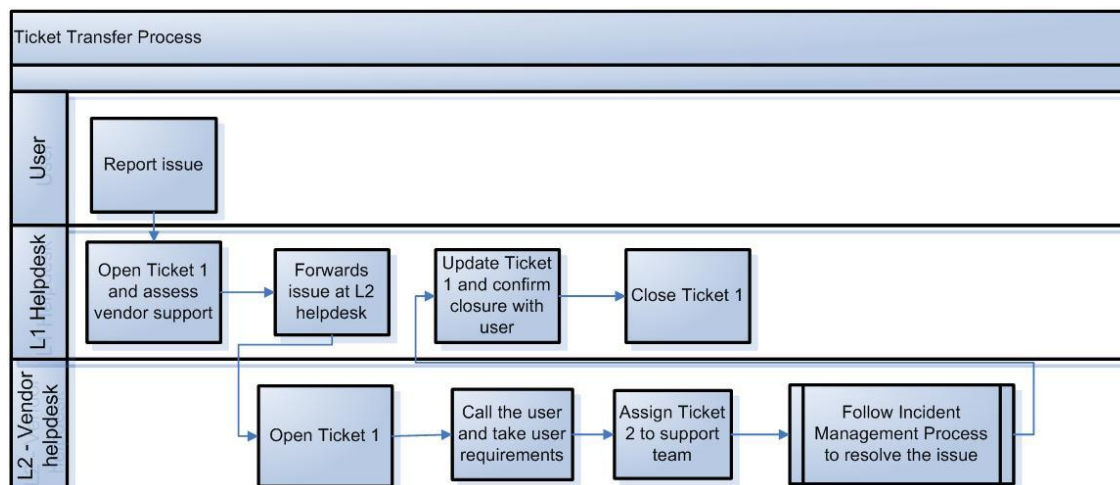 Ticket Transfer Process
User
Report issue
L1 Helpdesk
Open Ticket 1
and assess
vendor support
Forwards
issue at L2
helpdesk
Update Ticket
1 and confirm
closure with
user
Close Ticket 1
L2 - Vendor
helpdesk
Open Ticket 1
Call the user
and take user
requirements
Assign Ticket
2 to support
team
Follow Incident
Management Process
to resolve the issue